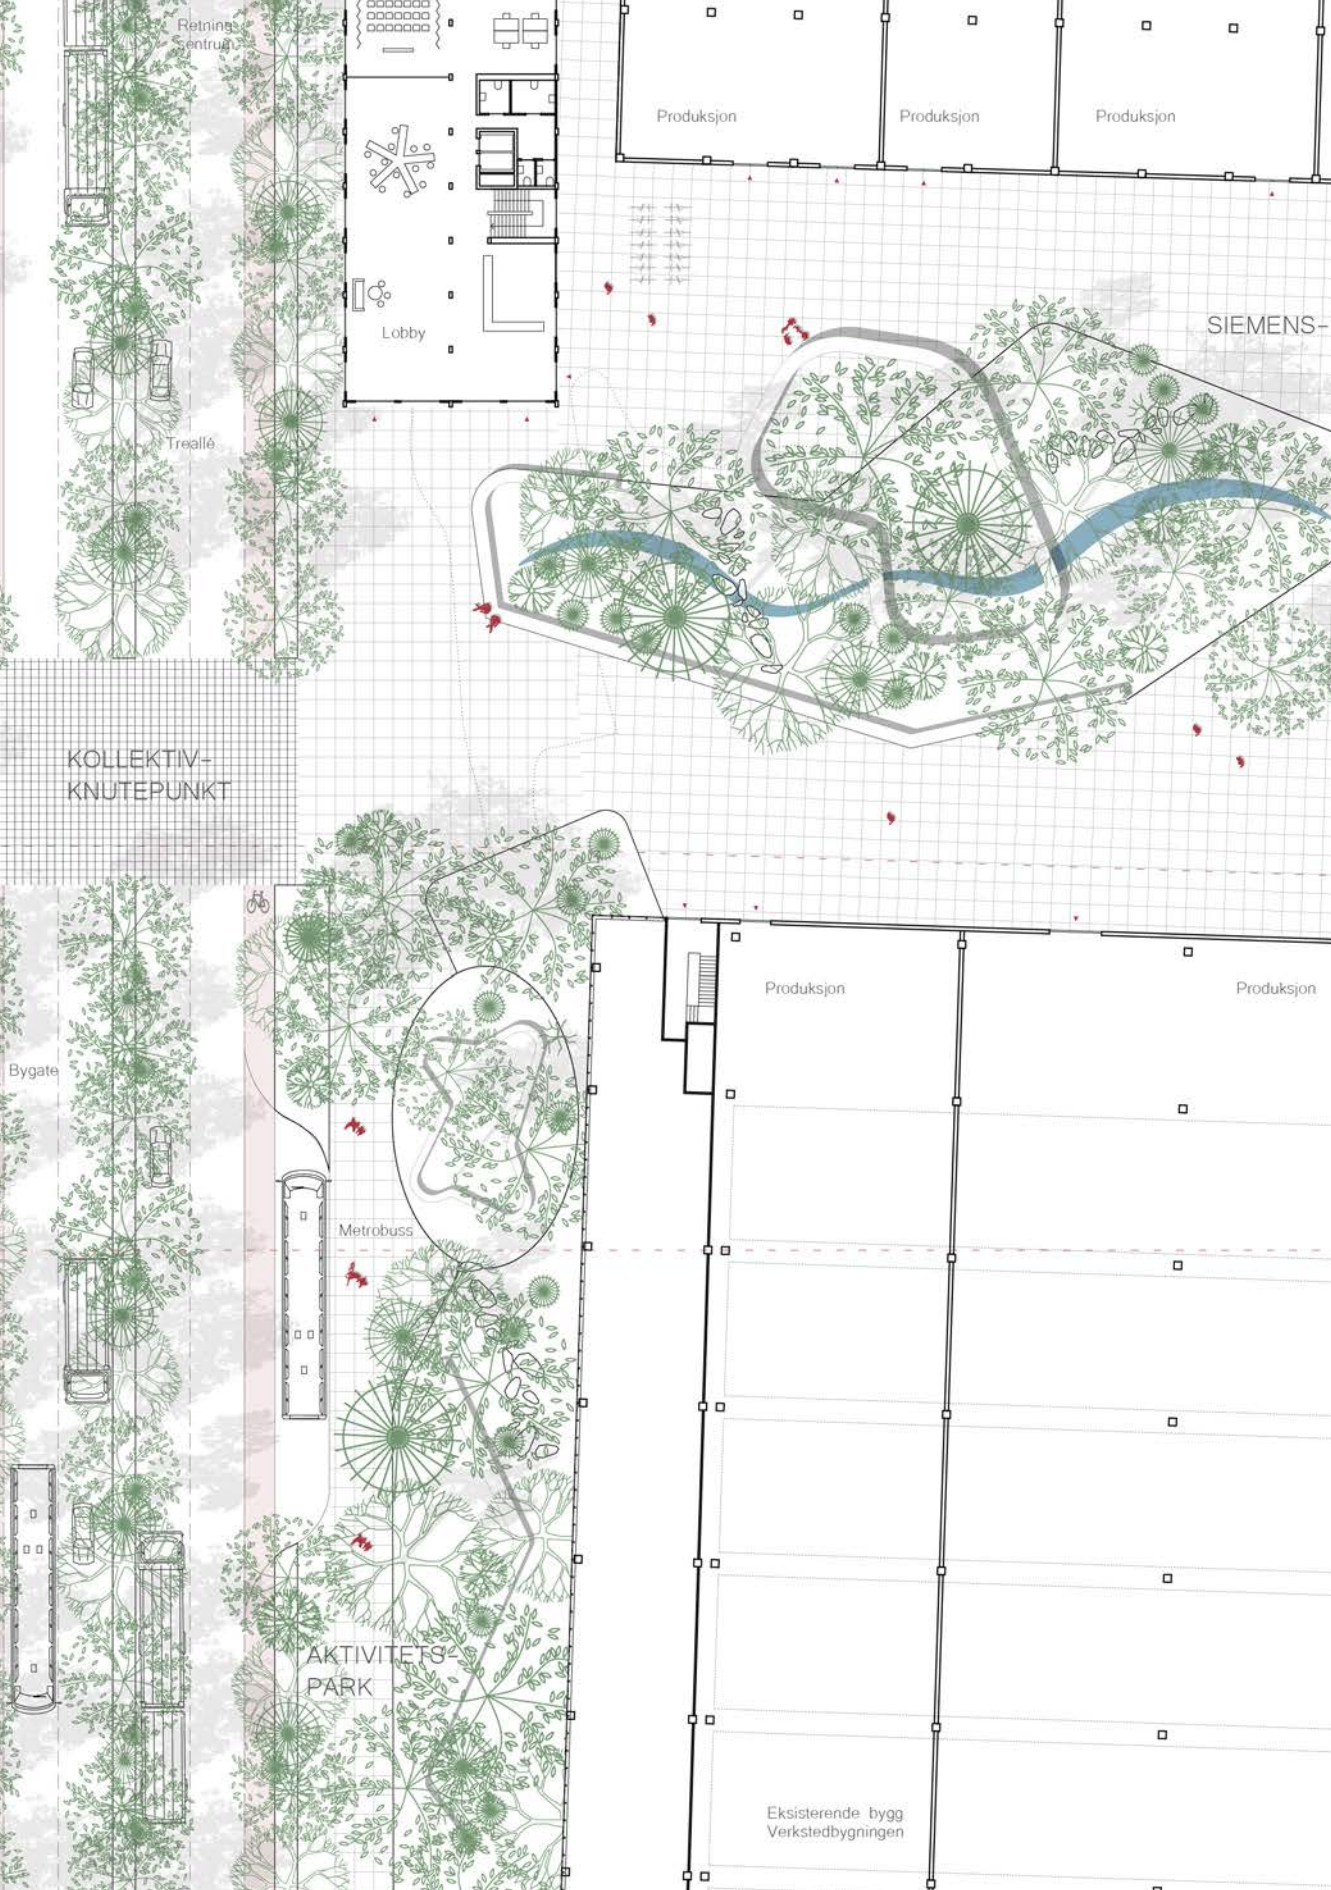 Retning
sentrum
Produksjon
Produksjon
Produksjon
SIEMENS-
Lobby
Treallé
KOLLEKTIV-
KNUTEPUNKT
Produksjon
Produksjon
Bygate
Metrobuss
AKTIVITETS-
PARK
Eksisterende bygg
Verkstedbygningen